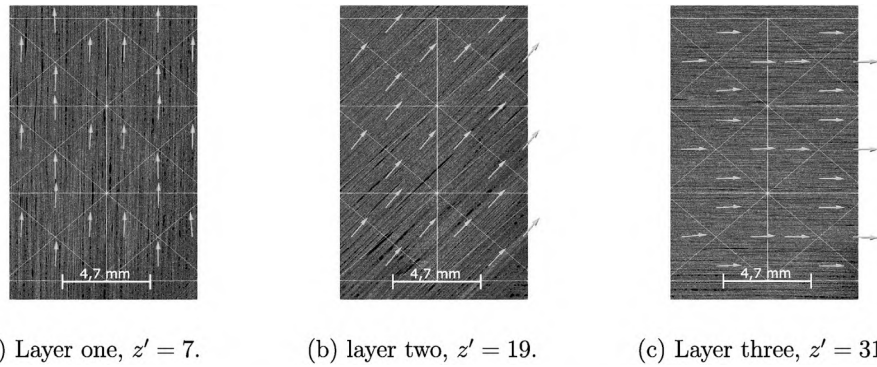 4,7 mm
4,7 mm
4,7 mm
) Layer one, z′ = 7.
(b) layer two, z′ = 19.
(c) Layer three, z′ = 31